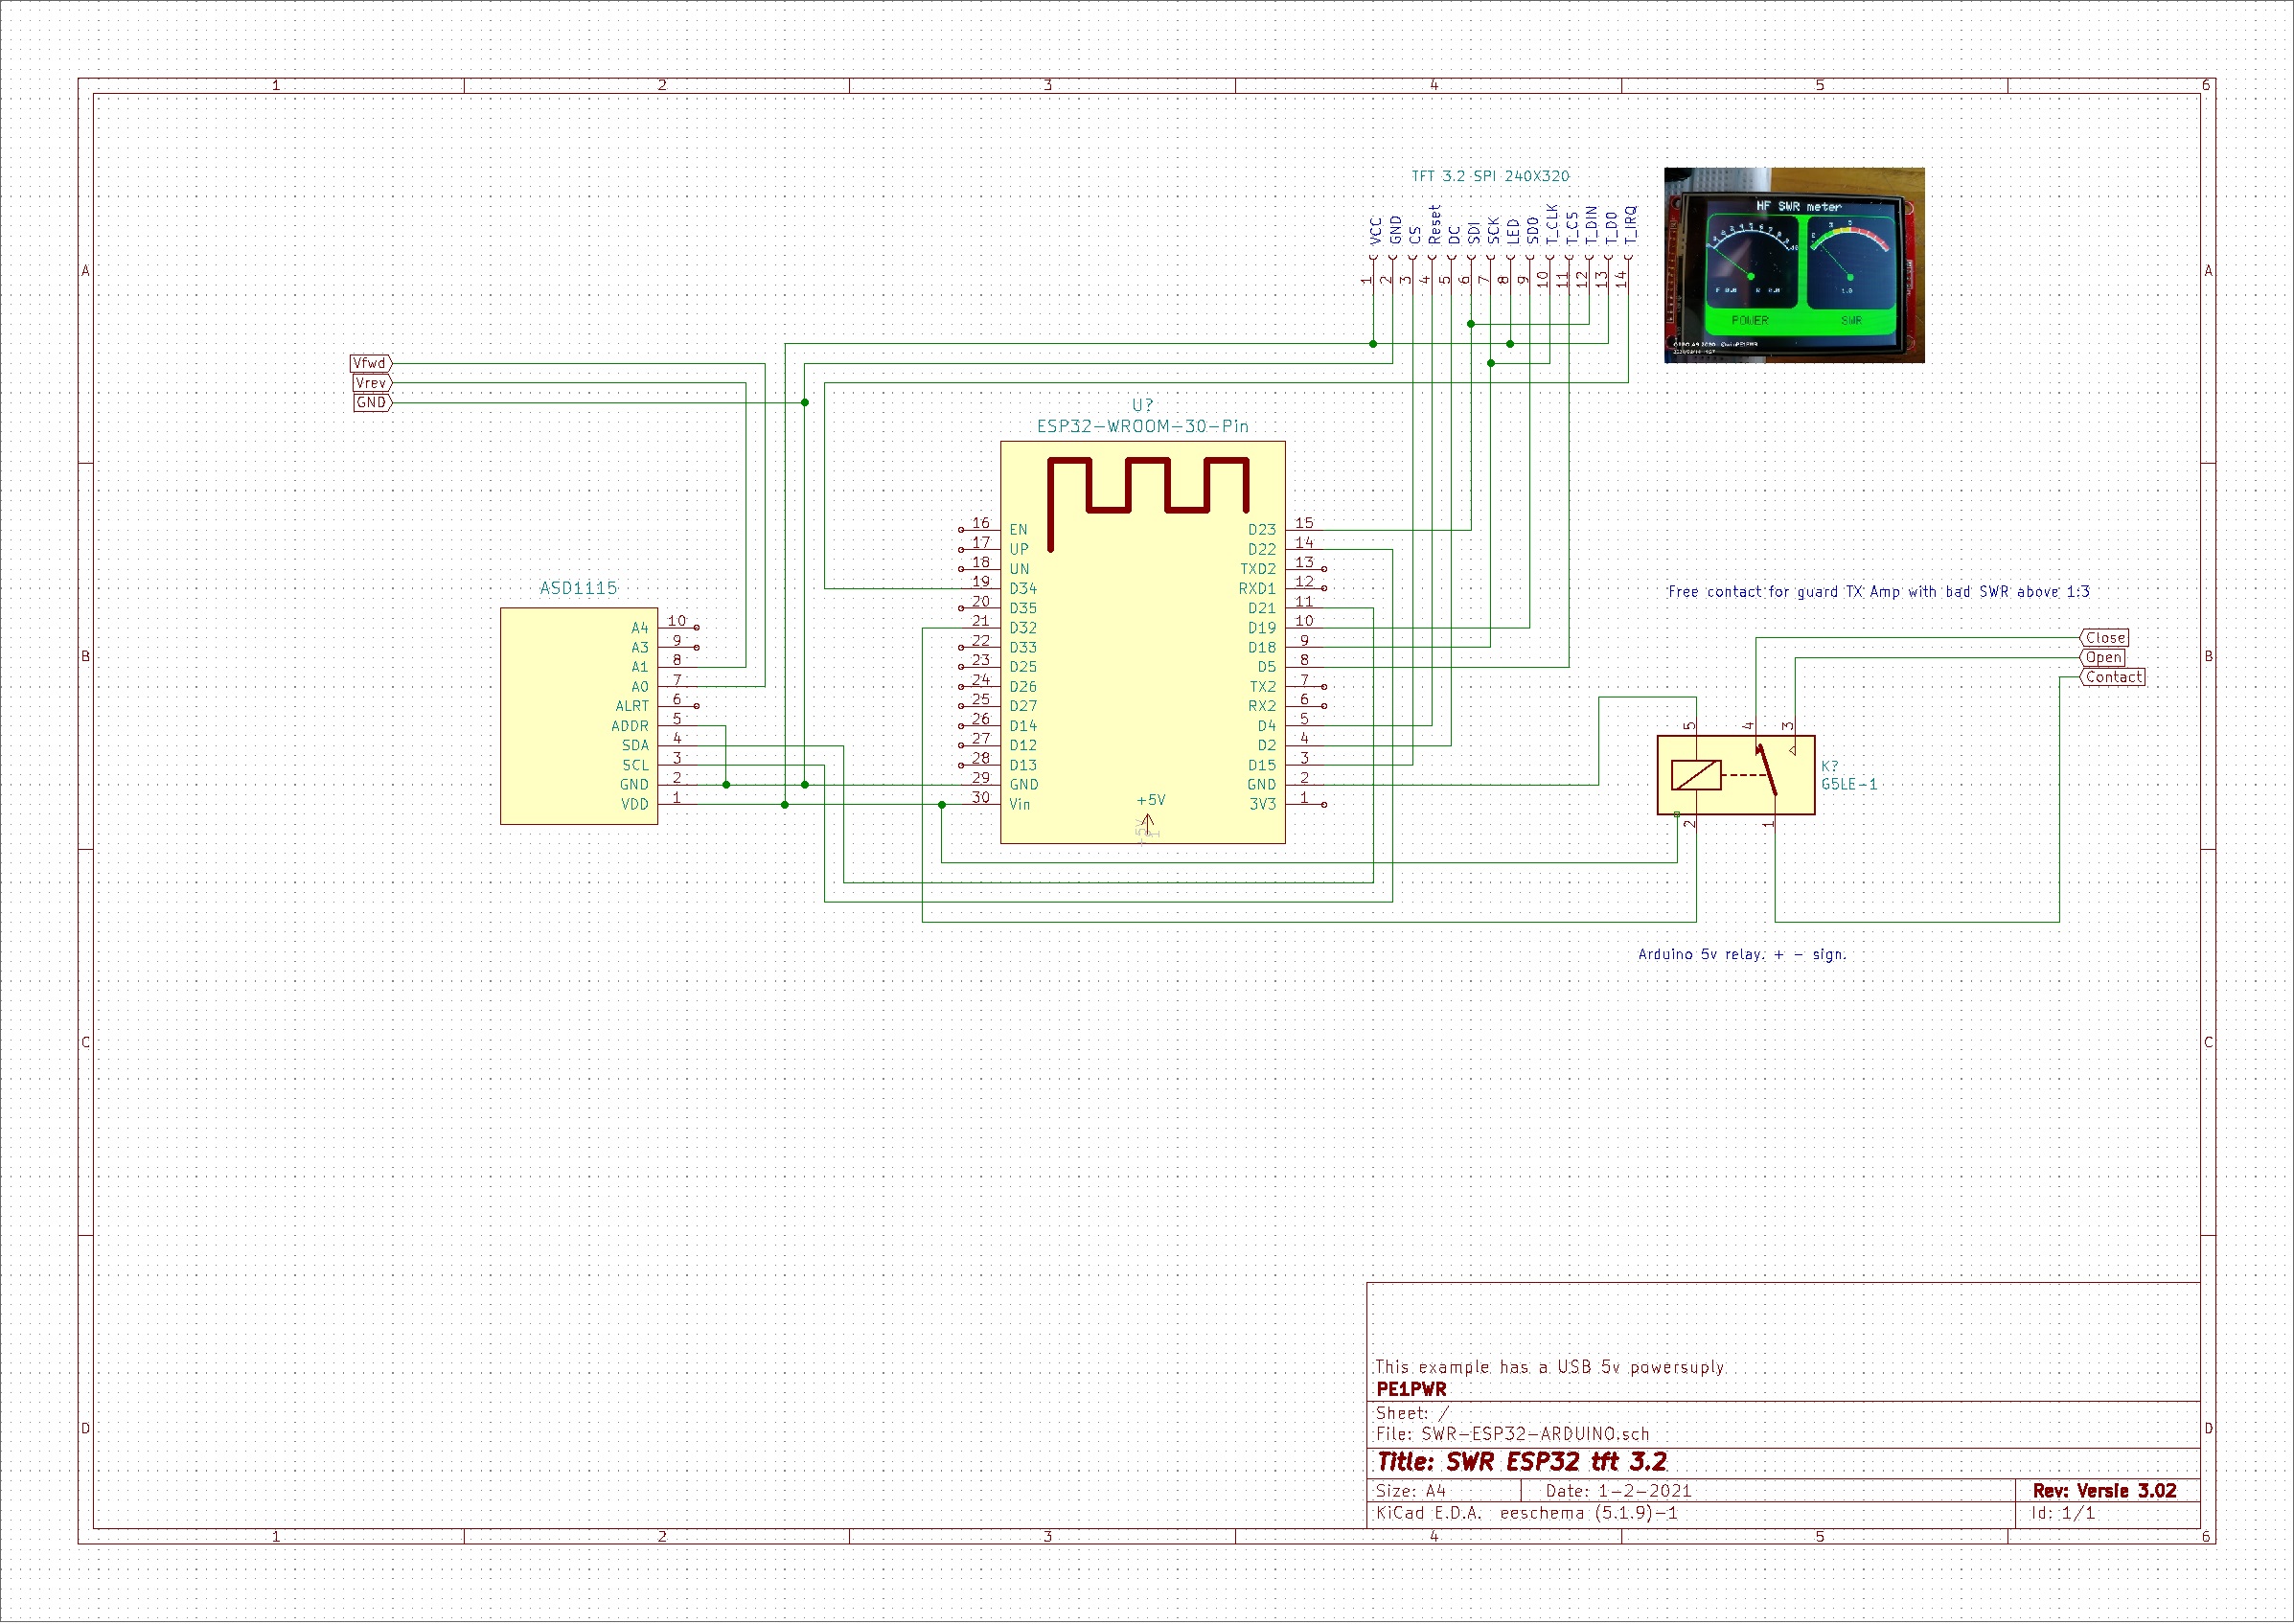 1 2 3 4 5 6
A
B
C
D
A
B
C
D
TFT 3.2 SPI 240X320
VCC
GND
CS
Reset
DC
SDI
SCK
LED
SD0
T_CLK
T_CS
T_DIN
T_D0
T_IRQ
1 2 3 4 5 6 7 8 9 10 11 12 13 14
HF SWR meter
POWER
SWR
Vfwd
Vrev
GND
U?
ESP32-WROOM-30-Pin
16 EN
17 UP
18 UN
19 D34
20 D35
21 D32
22 D33
23 D25
24 D26
25 D27
26 D14
27 D12
28 D13
29 GND
30 Vin
D23 15
D22 14
TXD2 13
RXD1 12
D21 11
D19 10
D18 9
D5 8
TX2 7
RX2 6
D4 5
D2 4
D15 3
GND 2
3V3 1
+5V
ASD1115
A4 10
A3 9
A1 8
A0 7
ALRT 6
ADDR 5
SDA 4
SCL 3
GND 2
VDD 1
Free contact for guard TX Amp with bad SWR above 1:3
Close
Open
Contact
5 4 3
K?
G5LE-1
2 1
Arduino 5v relay. + - sign.
This example has a USB 5v powersuply
PE1PWR
Sheet: /
File: SWR-ESP32-ARDUINO.sch
Title: SWR ESP32 tft 3.2
Size: A4 Date: 1-2-2021 Rev: Versie 3.02
KiCad E.D.A. eeschema (5.1.9)-1 Id: 1/1
1 2 3 4 5 6